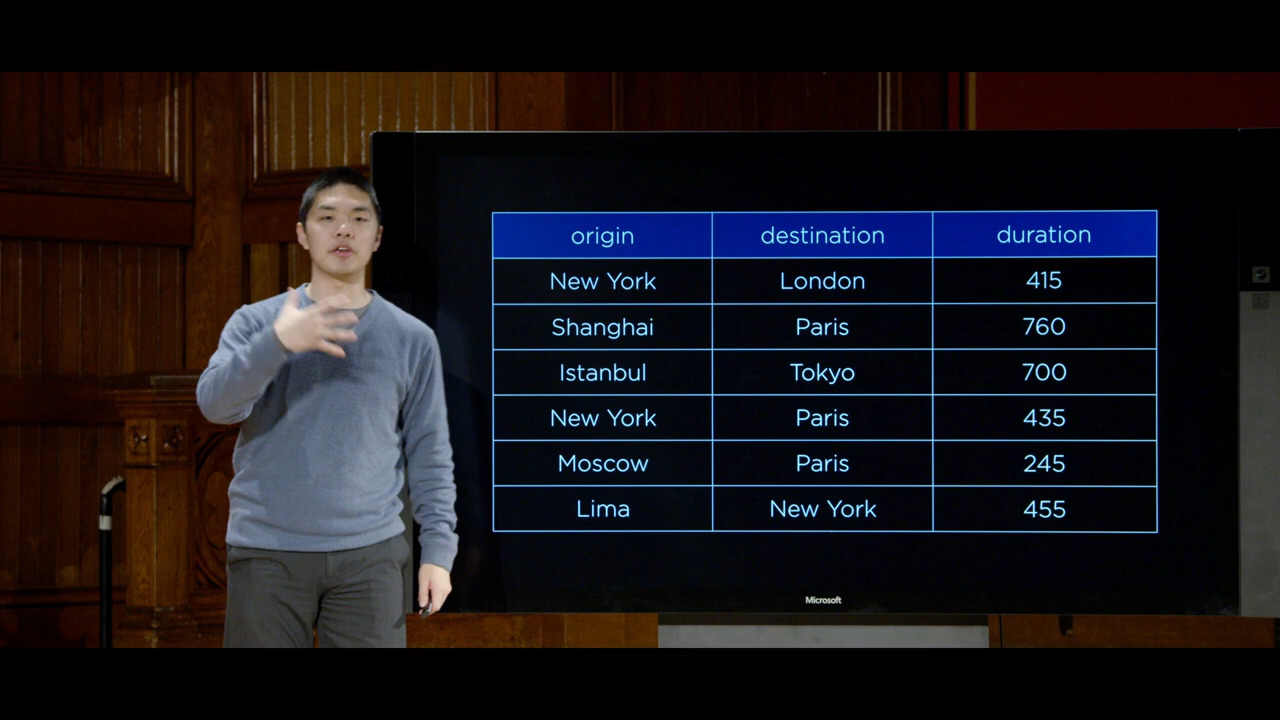 origin destination duration
New York London 415
Shanghai Paris 760
Istanbul Tokyo 700
New York Paris 435
Moscow Paris 245
Lima New York 455
Microsoft